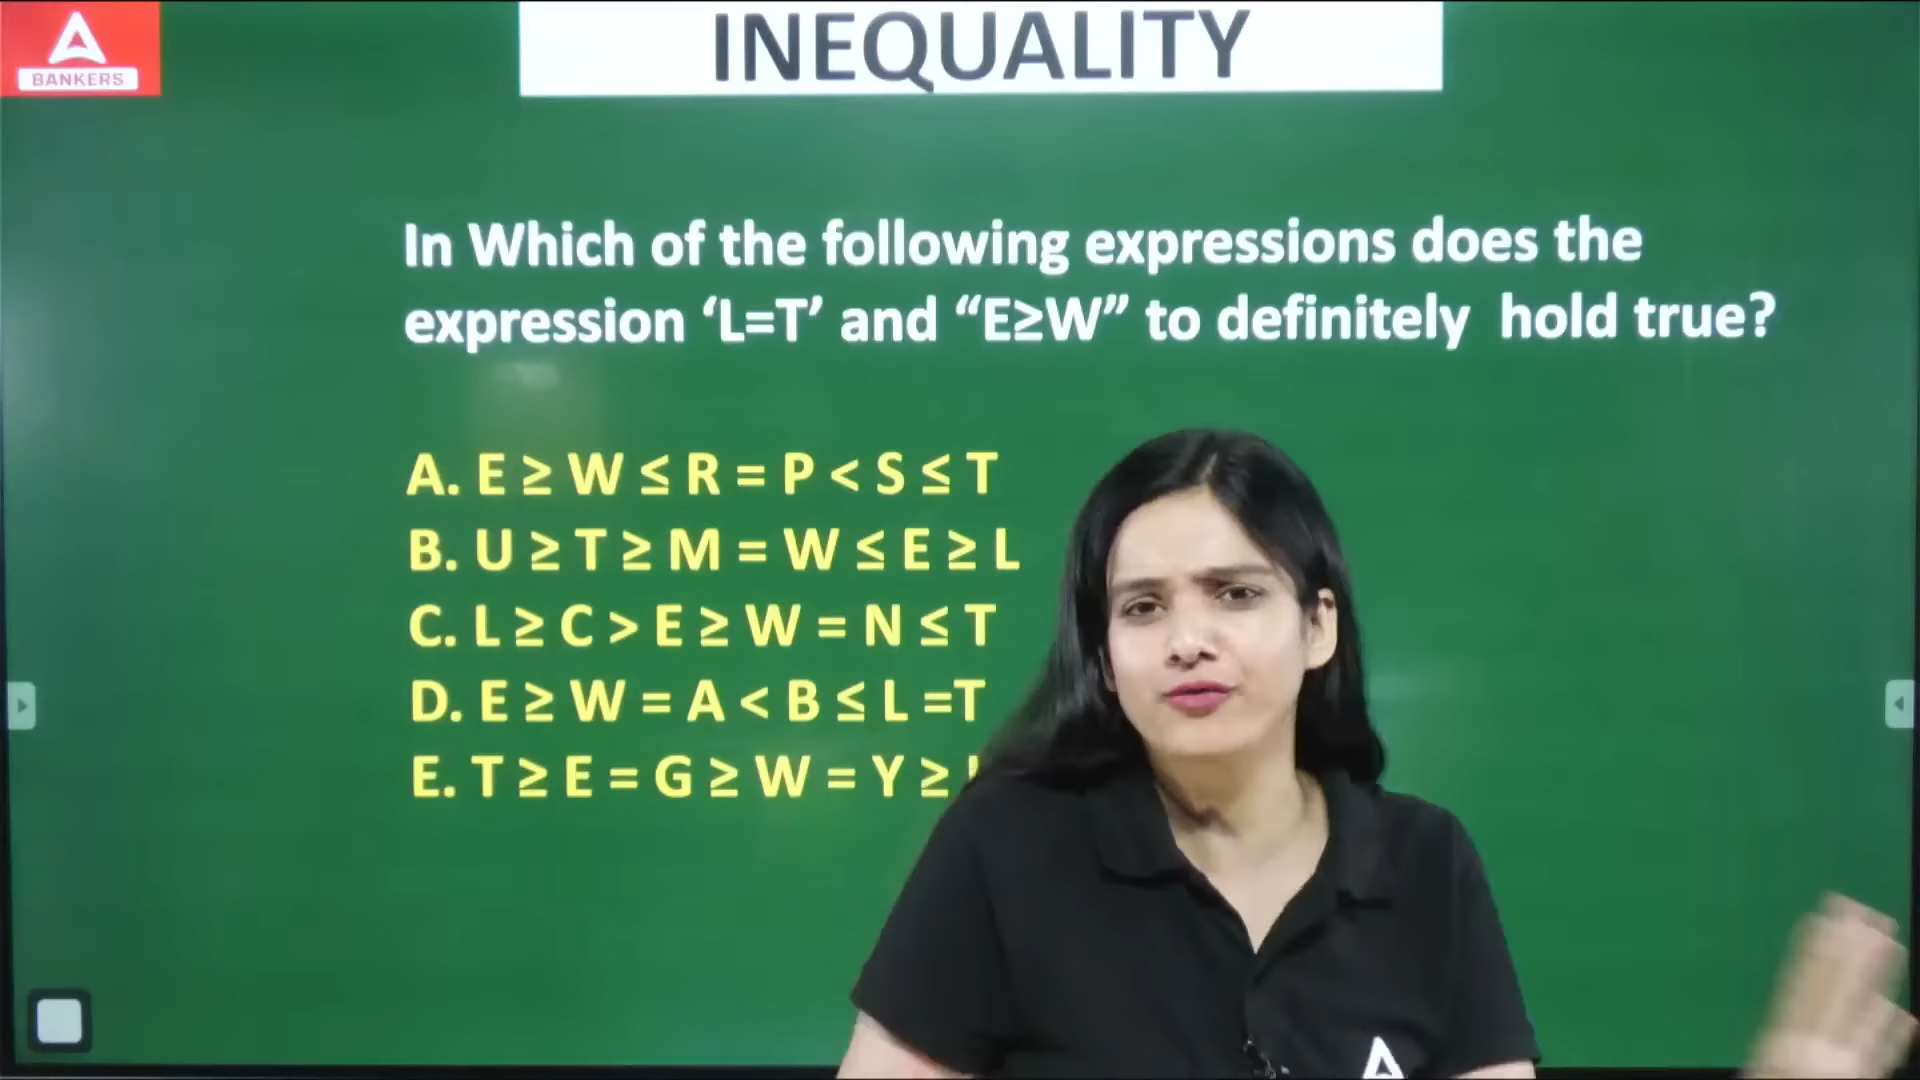 BANKERS
INEQUALITY
In Which of the following expressions does the
expression ‘L=T’ and “E≥W” to definitely hold true?
A. E ≥ W ≤ R = P < S ≤ T
B. U ≥ T ≥ M = W ≤ E ≥ L
C. L ≥ C > E ≥ W = N ≤ T
D. E ≥ W = A < B ≤ L =T
E. T ≥ E = G ≥ W = Y ≥